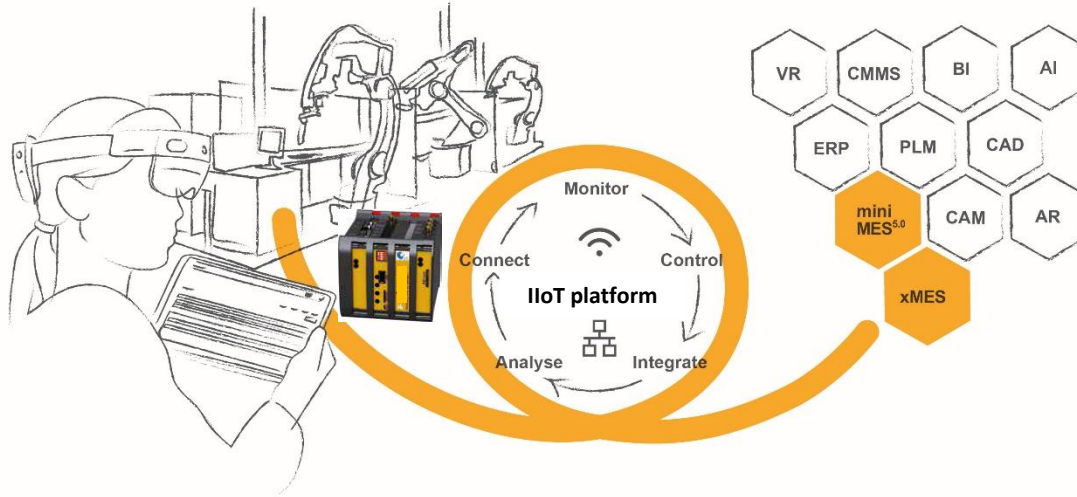 VR
CMMS
BI
AI
ERP
PLM
CAD
mini
MES5.0
CAM
AR
xMES
Monitor
Connect
Control
IIoT platform
Analyse
Integrate